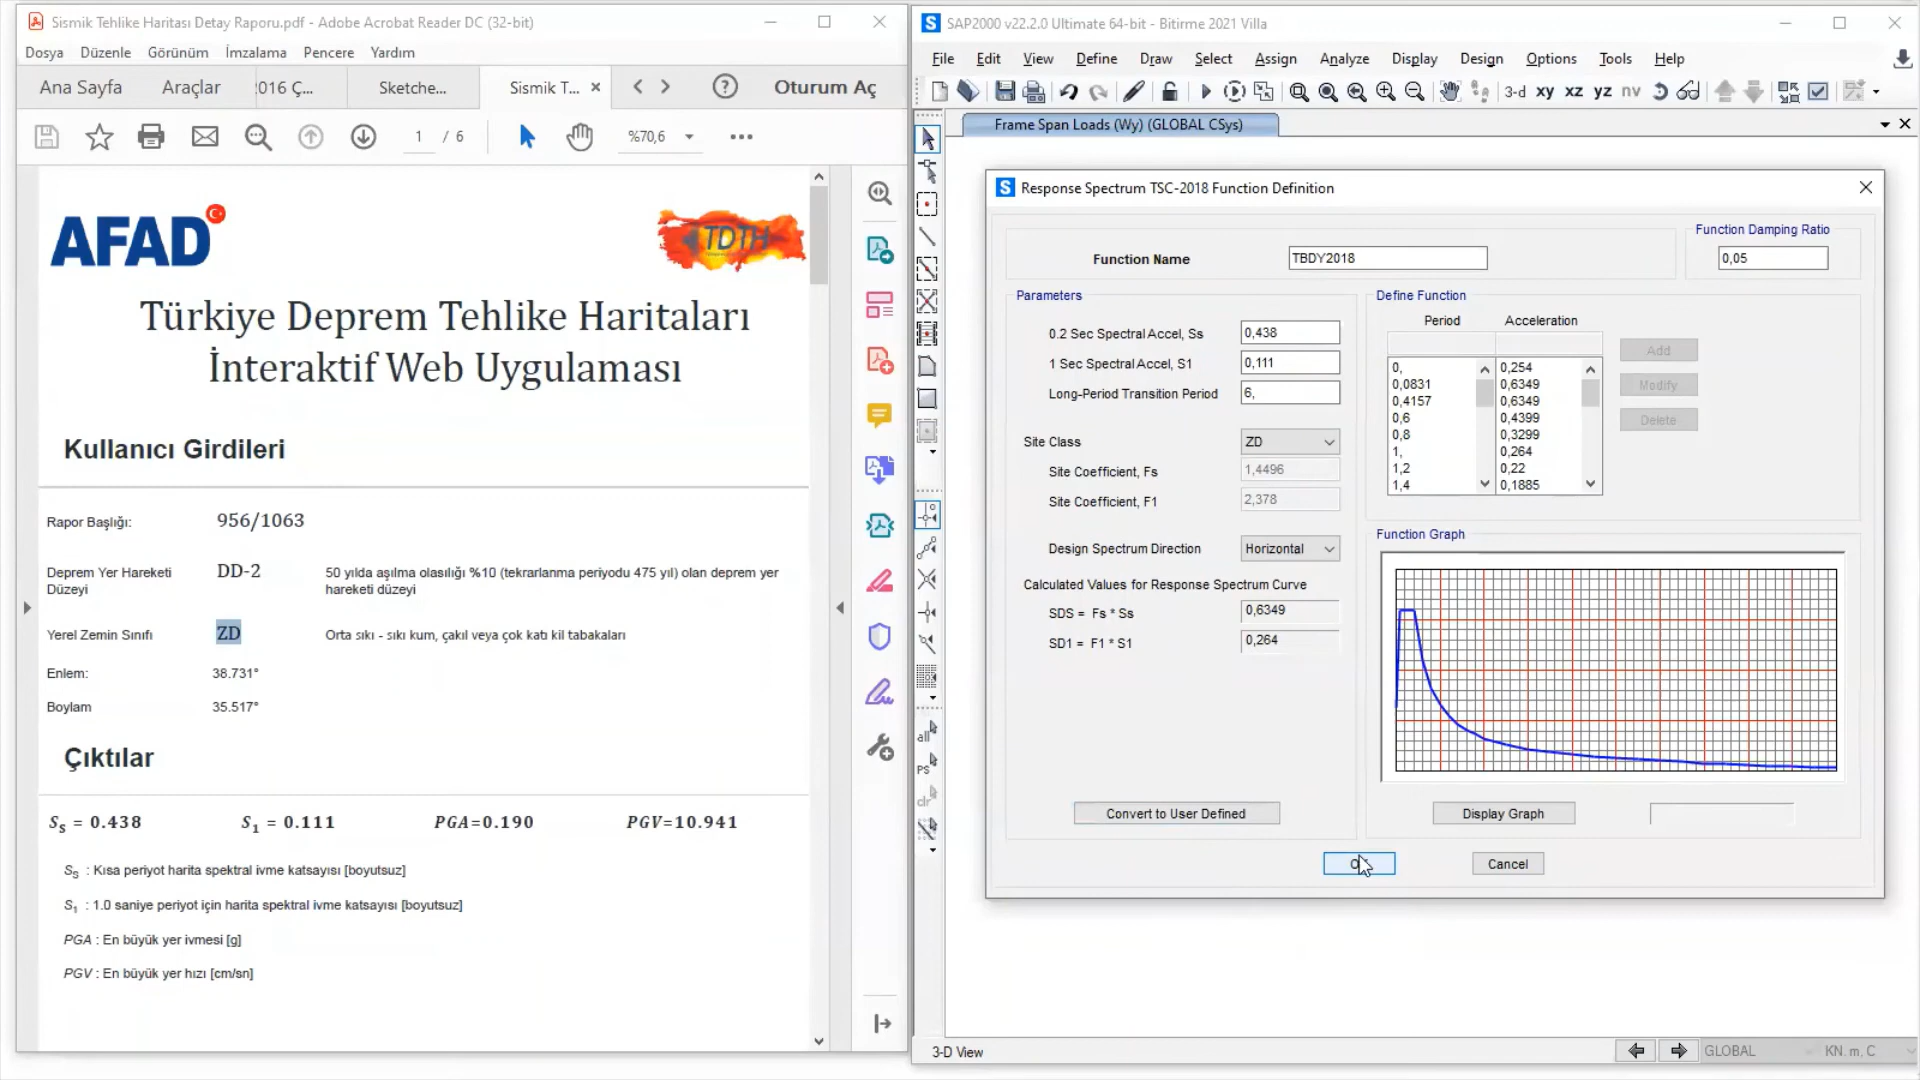 Sismik Tehlike Haritası Detay Raporu.pdf - Adobe Acrobat Reader DC (32-bit)
Dosya Düzenle Görünüm İmzalama Pencere Yardım
Ana Sayfa Araçlar 2016 Ç... Sketche... Sismik T... Oturum Aç
1 / 6 %70,6
AFAD
TDTH
Türkiye Deprem Tehlike Haritaları
İnteraktif Web Uygulaması
Kullanıcı Girdileri
Rapor Başlığı: 956/1063
Deprem Yer Hareketi Düzeyi DD-2 50 yılda aşılma olasılığı %10 (tekrarlanma periyodu 475 yıl) olan deprem yer hareketi düzeyi
Yerel Zemin Sınıfı ZD Orta sıkı - sıkı kum, çakıl veya çok katı kil tabakaları
Enlem: 38.731°
Boylam 35.517°
Çıktılar
SS = 0.438 S1 = 0.111 PGA=0.190 PGV=10.941
SS : Kısa periyot harita spektral ivme katsayısı [boyutsuz]
S1 : 1.0 saniye periyot için harita spektral ivme katsayısı [boyutsuz]
PGA : En büyük yer ivmesi [g]
PGV : En büyük yer hızı [cm/sn]
SAP2000 v22.2.0 Ultimate 64-bit - Bitirme 2021 Villa
File Edit View Define Draw Select Assign Analyze Display Design Options Tools Help
3-d xy xz yz nv
Frame Span Loads (Wy) (GLOBAL CSys)
all
PS
clr
Response Spectrum TSC-2018 Function Definition
Function Name TBDY2018
Function Damping Ratio
0,05
Parameters
0.2 Sec Spectral Accel, Ss 0,438
1 Sec Spectral Accel, S1 0,111
Long-Period Transition Period 6,
Site Class ZD
Site Coefficient, Fs 1,4496
Site Coefficient, F1 2,378
Design Spectrum Direction Horizontal
Calculated Values for Response Spectrum Curve
SDS = Fs * Ss 0,6349
SD1 = F1 * S1 0,264
Convert to User Defined
Define Function
Period Acceleration
0, 0,254
0,0831 0,6349
0,4157 0,6349
0,6 0,4399
0,8 0,3299
1, 0,264
1,2 0,22
1,4 0,1885
Add
Modify
Delete
Function Graph
Display Graph
Cancel
3-D View GLOBAL KN, m, C